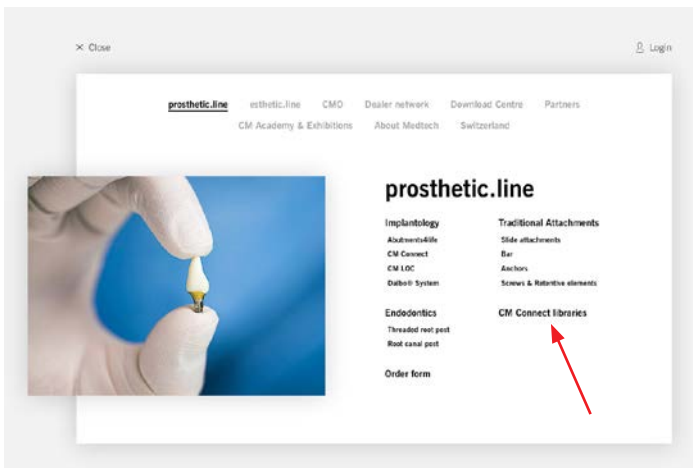 × Close
Login
prosthetic.line esthetic.line CMO Dealer network Download Centre Partners
CM Academy & Exhibitions About Medtech Switzerland
prosthetic.line
Implantology
Abutments4life
CM Connect
CM LOC
Dalbo® System
Traditional Attachments
Slide attachments
Bar
Anchors
Screws & Retentive elements
Endodontics
Threaded root post
Root canal post
CM Connect libraries
Order form